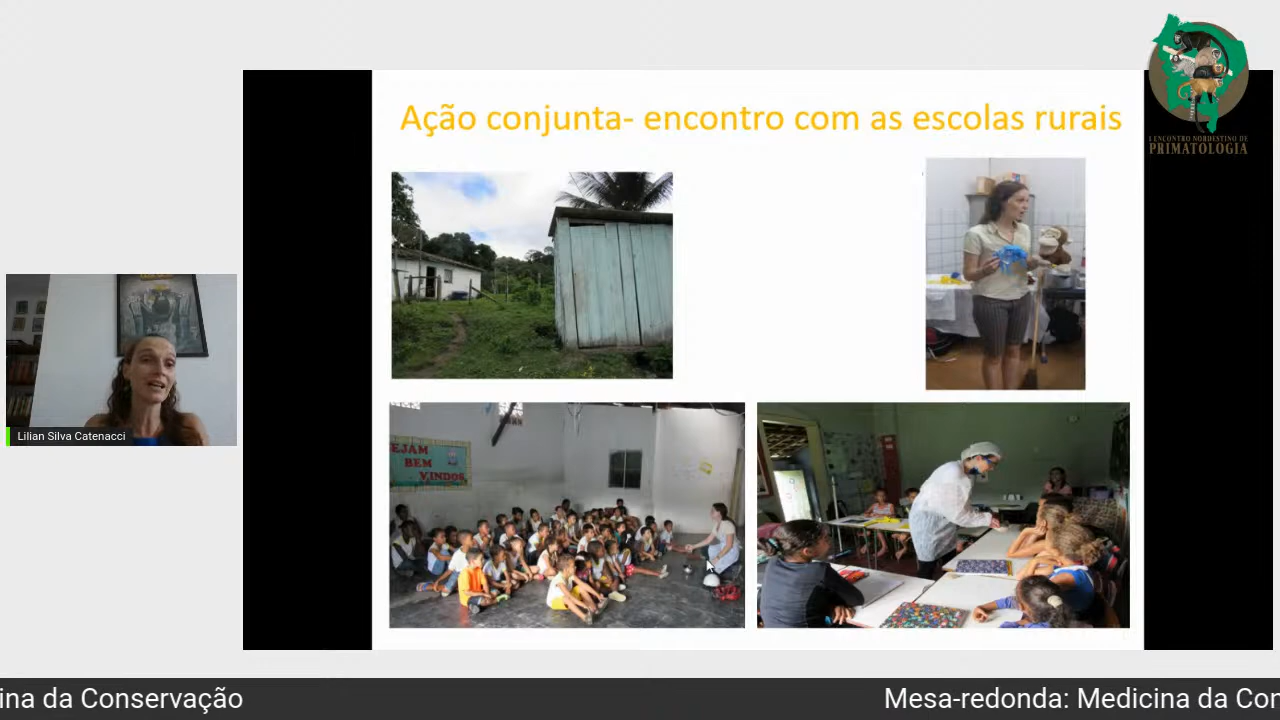 Ação conjunta- encontro com as escolas rurais
I ENCONTRO NORDESTINO DE
PRIMATOLOGIA
EJAM
BEM
VINDOS
Lilian Silva Catenacci
ina da Conservação
Mesa-redonda: Medicina da Con